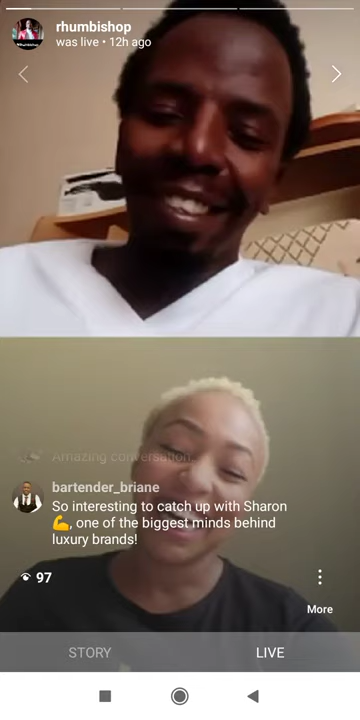 rhumbishop
was live • 12h ago
Amazing conversation..
bartender_briane
So interesting to catch up with Sharon
💪, one of the biggest minds behind
luxury brands!
97
More
STORY
LIVE